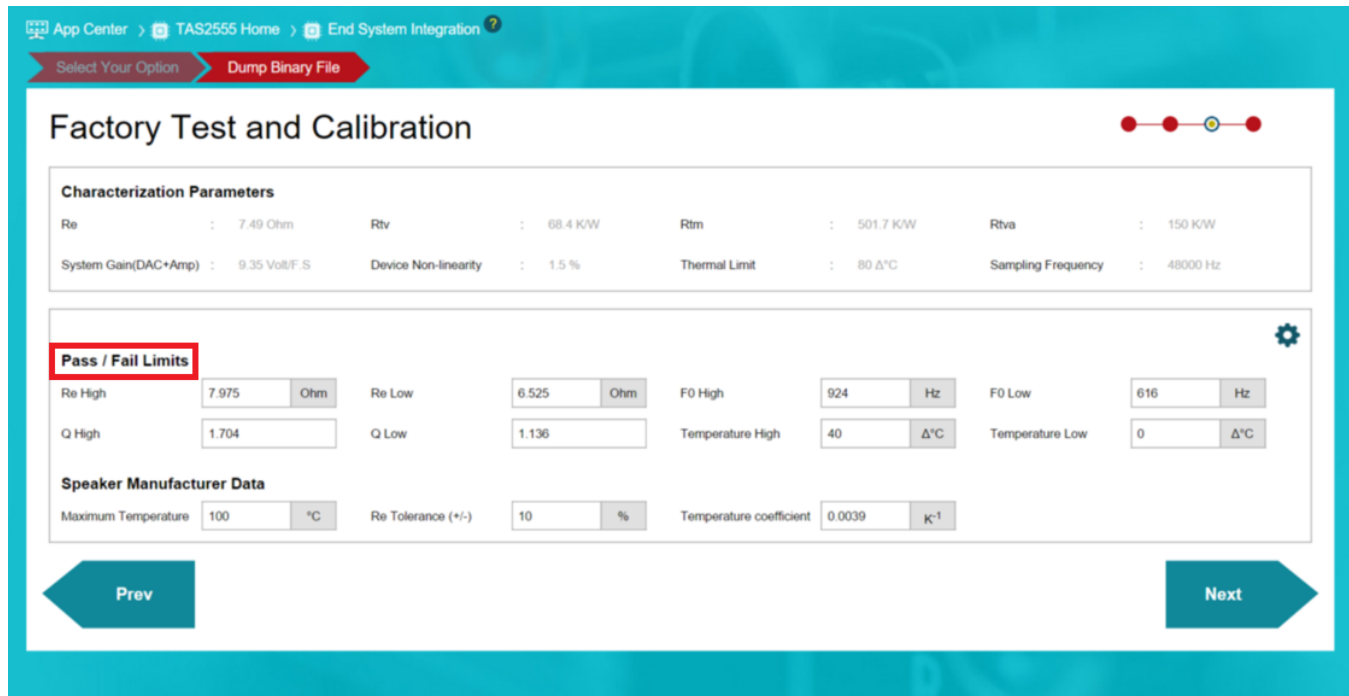 App Center > TAS2555 Home > End System Integration ?
Select Your Option Dump Binary File
Factory Test and Calibration
Characterization Parameters
Re : 7.49 Ohm Rtv : 68.4 K/W Rtm : 501.7 K/W Rtva : 150 K/W
System Gain(DAC+Amp) : 9.35 Volt/F.S Device Non-linearity : 1.5 % Thermal Limit : 80 Δ°C Sampling Frequency : 48000 Hz
Pass / Fail Limits
Re High 7.975 Ohm Re Low 6.525 Ohm F0 High 924 Hz F0 Low 616 Hz
Q High 1.704 Q Low 1.136 Temperature High 40 Δ°C Temperature Low 0 Δ°C
Speaker Manufacturer Data
Maximum Temperature 100 °C Re Tolerance (+/-) 10 % Temperature coefficient 0.0039 K⁻¹
Prev Next